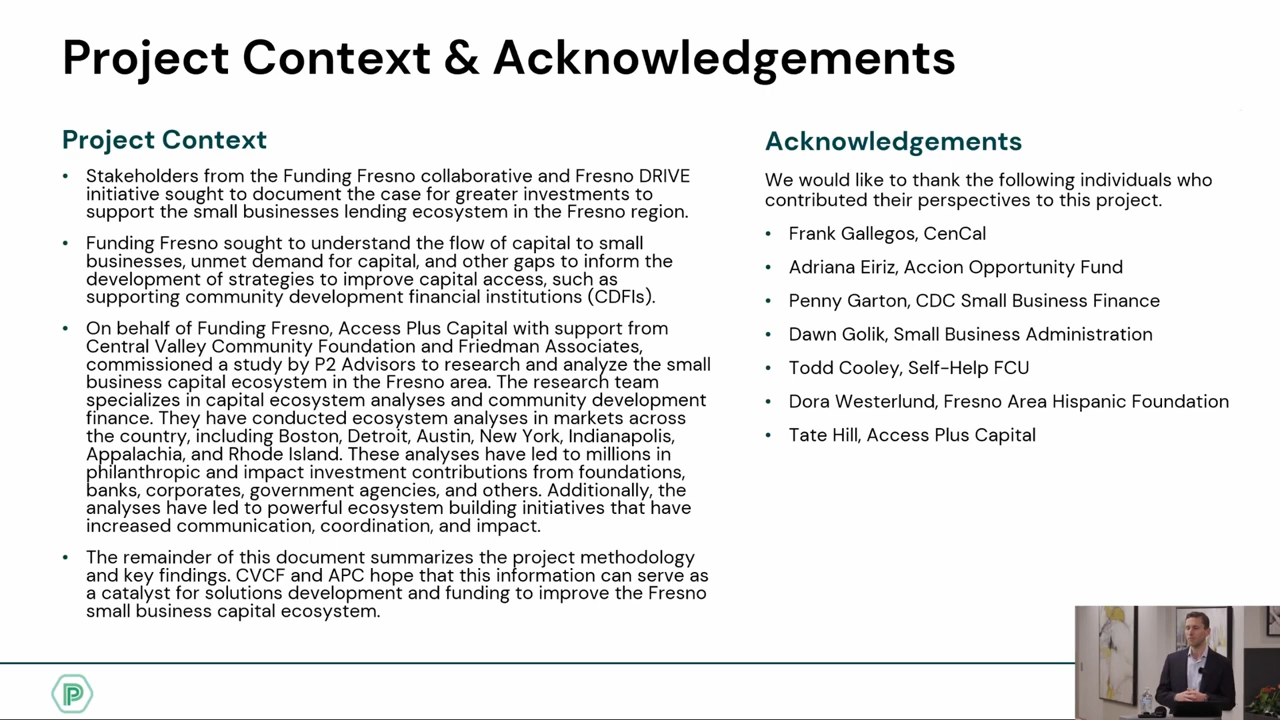 Project Context & Acknowledgements
Project Context
• Stakeholders from the Funding Fresno collaborative and Fresno DRIVE
initiative sought to document the case for greater investments to
support the small businesses lending ecosystem in the Fresno region.
• Funding Fresno sought to understand the flow of capital to small
businesses, unmet demand for capital, and other gaps to inform the
development of strategies to improve capital access, such as
supporting community development financial institutions (CDFIs).
• On behalf of Funding Fresno, Access Plus Capital with support from
Central Valley Community Foundation and Friedman Associates,
commissioned a study by P2 Advisors to research and analyze the small
business capital ecosystem in the Fresno area. The research team
specializes in capital ecosystem analyses and community development
finance. They have conducted ecosystem analyses in markets across
the country, including Boston, Detroit, Austin, New York, Indianapolis,
Appalachia, and Rhode Island. These analyses have led to millions in
philanthropic and impact investment contributions from foundations,
banks, corporates, government agencies, and others. Additionally, the
analyses have led to powerful ecosystem building initiatives that have
increased communication, coordination, and impact.
• The remainder of this document summarizes the project methodology
and key findings. CVCF and APC hope that this information can serve as
a catalyst for solutions development and funding to improve the Fresno
small business capital ecosystem.
Acknowledgements
We would like to thank the following individuals who
contributed their perspectives to this project.
• Frank Gallegos, CenCal
• Adriana Eiriz, Accion Opportunity Fund
• Penny Garton, CDC Small Business Finance
• Dawn Golik, Small Business Administration
• Todd Cooley, Self-Help FCU
• Dora Westerlund, Fresno Area Hispanic Foundation
• Tate Hill, Access Plus Capital
P